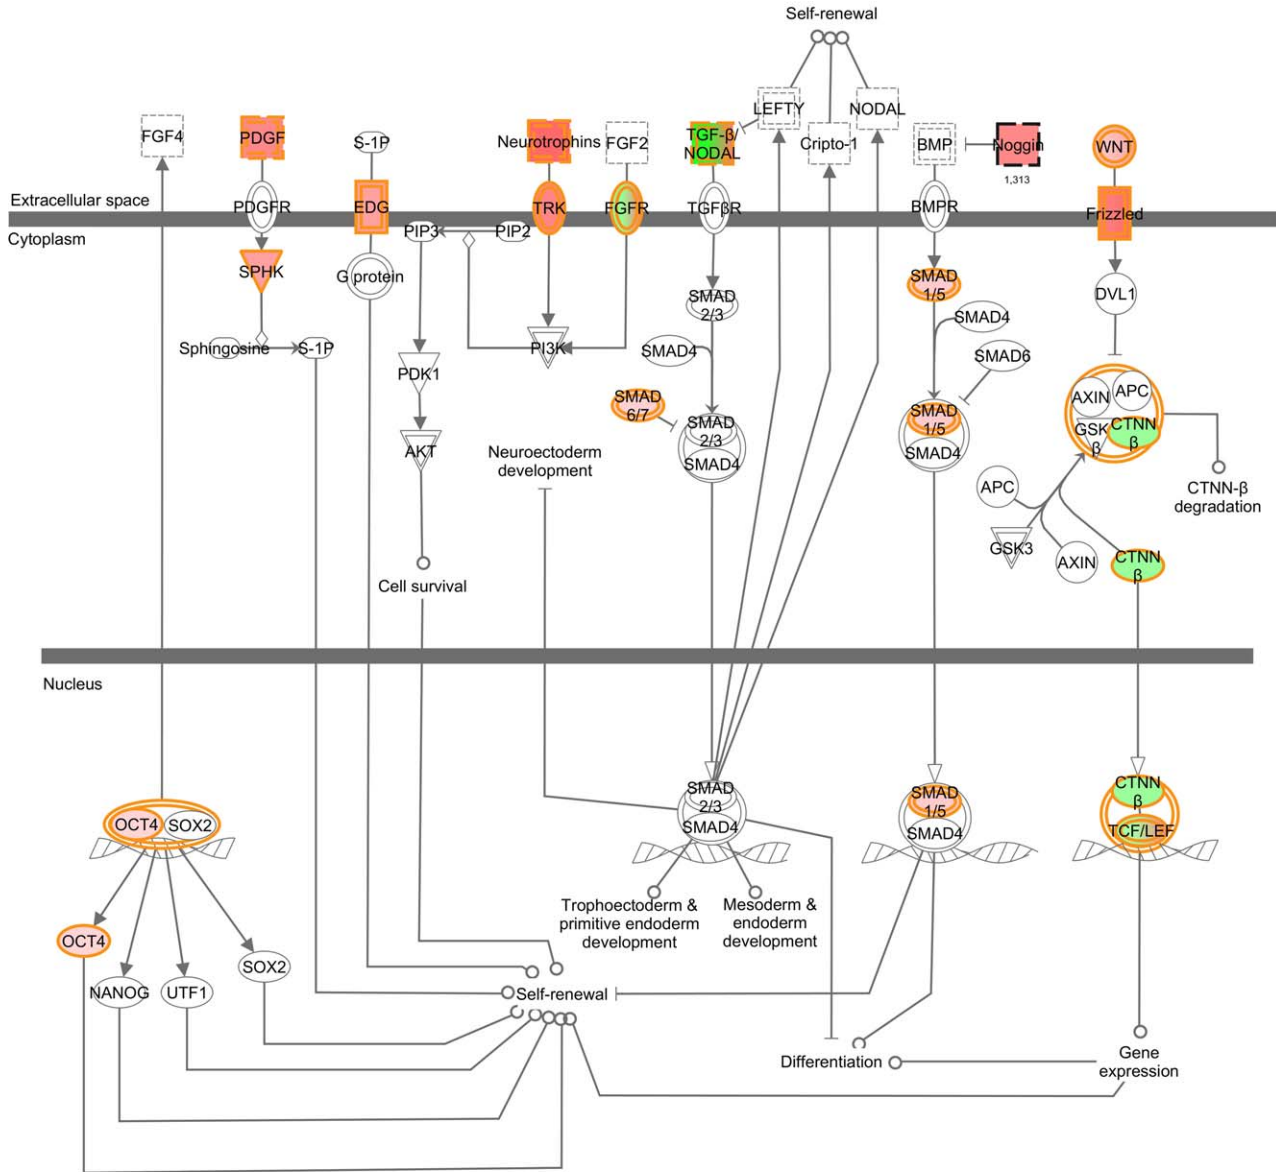 Self-renewal
LEFTY
NODAL
FGF4
PDGF
S-1P
Neurotrophins
FGF2
TGF-β/
NODAL
Cripto-1
BMP
Noggin
1,313
WNT
Extracellular space
PDGFR
EDG
TRK
FGFR
TGFβR
BMPR
Frizzled
Cytoplasm
PIP3
PIP2
SPHK
G protein
SMAD
1/5
DVL1
SMAD
2/3
SMAD4
Sphingosine
S-1P
PI3K
SMAD4
SMAD6
PDK1
AXIN
APC
GSK
β
CTNN
β
SMAD
6/7
SMAD
2/3
SMAD4
SMAD
1/5
SMAD4
AKT
Neuroectoderm
development
CTNN-β
degradation
APC
GSK3
AXIN
CTNN
β
Cell survival
Nucleus
OCT4
SOX2
SMAD
2/3
SMAD4
SMAD
1/5
SMAD4
CTNN
β
TCF/LEF
Trophoectoderm &
primitive endoderm
development
Mesoderm &
endoderm
development
OCT4
NANOG
UTF1
SOX2
Self-renewal
Differentiation
Gene
expression